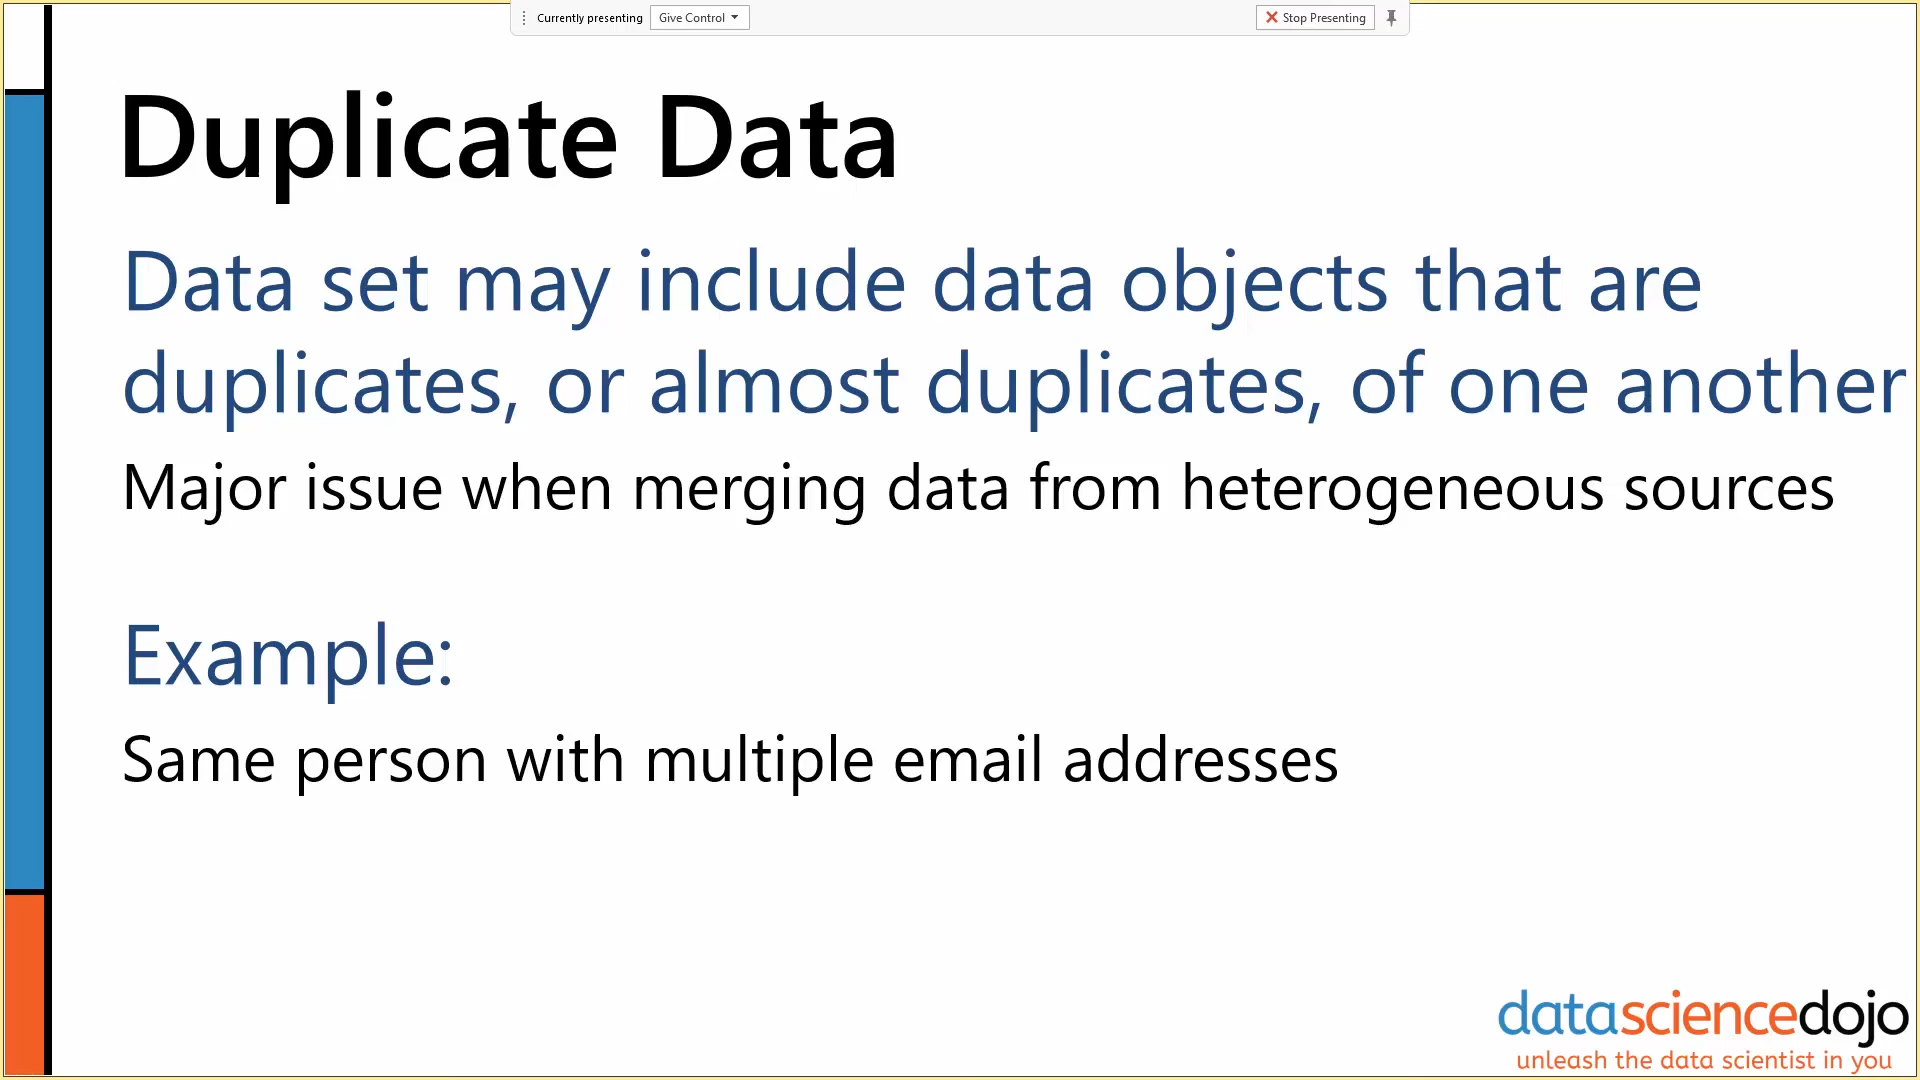 Currently presenting Give Control Stop Presenting
Duplicate Data
Data set may include data objects that are
duplicates, or almost duplicates, of one another
Major issue when merging data from heterogeneous sources
Example:
Same person with multiple email addresses
datasciencedojo
unleash the data scientist in you